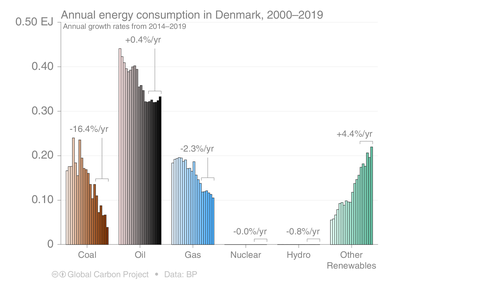 Annual energy consumption in Denmark, 2000–2019
Annual growth rates from 2014–2019
0.50 EJ
0.40
0.30
0.20
0.10
0
-16.4%/yr
+0.4%/yr
-2.3%/yr
-0.0%/yr
-0.8%/yr
+4.4%/yr
Coal
Oil
Gas
Nuclear
Hydro
Other
Renewables
Global Carbon Project • Data: BP